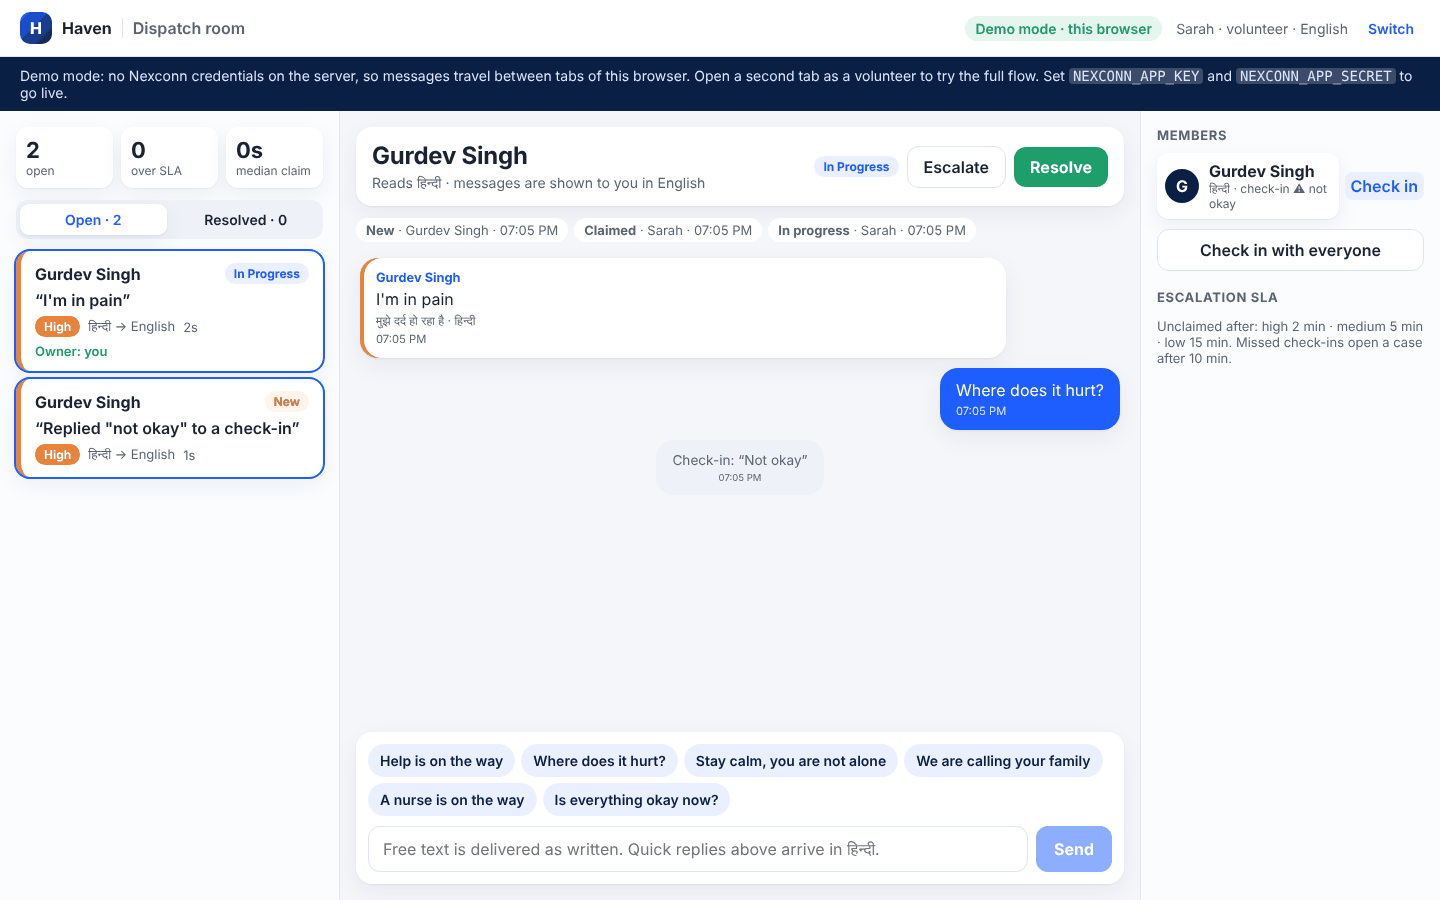 H Haven Dispatch room
Demo mode · this browser Sarah · volunteer · English Switch
Demo mode: no Nexconn credentials on the server, so messages travel between tabs of this browser. Open a second tab as a volunteer to try the full flow. Set NEXCONN_APP_KEY and NEXCONN_APP_SECRET to
go live.
2 open
0 over SLA
0s median claim
Open · 2 Resolved · 0
Gurdev Singh In Progress
“I'm in pain”
High हिन्दी → English 2s
Owner: you
Gurdev Singh New
“Replied "not okay" to a check-in”
High हिन्दी → English 1s
Gurdev Singh
Reads हिन्दी · messages are shown to you in English
In Progress Escalate Resolve
New · Gurdev Singh · 07:05 PM Claimed · Sarah · 07:05 PM In progress · Sarah · 07:05 PM
Gurdev Singh
I'm in pain
मुझे दर्द हो रहा है · हिन्दी
07:05 PM
Where does it hurt?
07:05 PM
Check-in: “Not okay”
07:05 PM
Help is on the way Where does it hurt? Stay calm, you are not alone We are calling your family
A nurse is on the way Is everything okay now?
Free text is delivered as written. Quick replies above arrive in हिन्दी. Send
MEMBERS
G Gurdev Singh
हिन्दी · check-in ⚠ not
okay
Check in
Check in with everyone
ESCALATION SLA
Unclaimed after: high 2 min · medium 5 min
· low 15 min. Missed check-ins open a case
after 10 min.